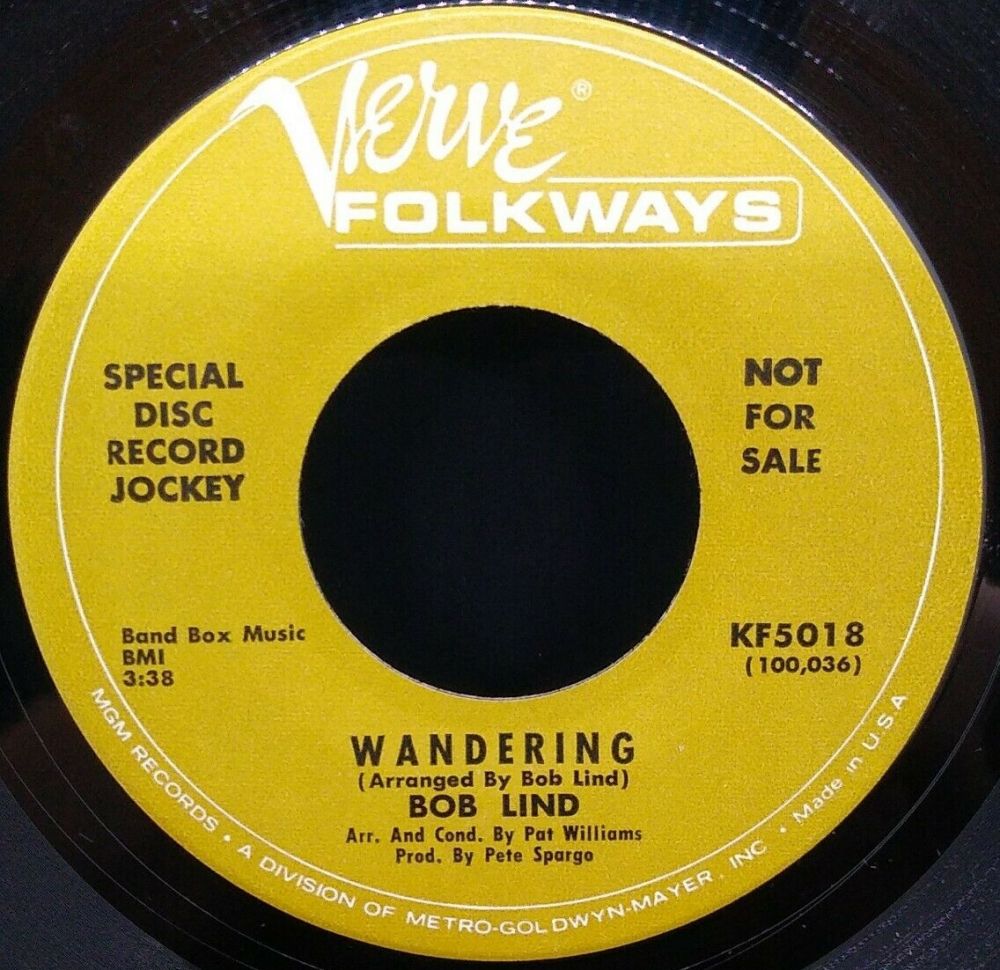 Verve ®
FOLKWAYS
SPECIAL
DISC
RECORD
JOCKEY
NOT
FOR
SALE
Band Box Music
BMI
3:38
KF5018
(100,036)
WANDERING
(Arranged By Bob Lind)
BOB LIND
Arr. And Cond. By Pat Williams
Prod. By Pete Spargo
MGM RECORDS • A DIVISION OF METRO-GOLDWYN-MAYER, INC • Made in U.S.A